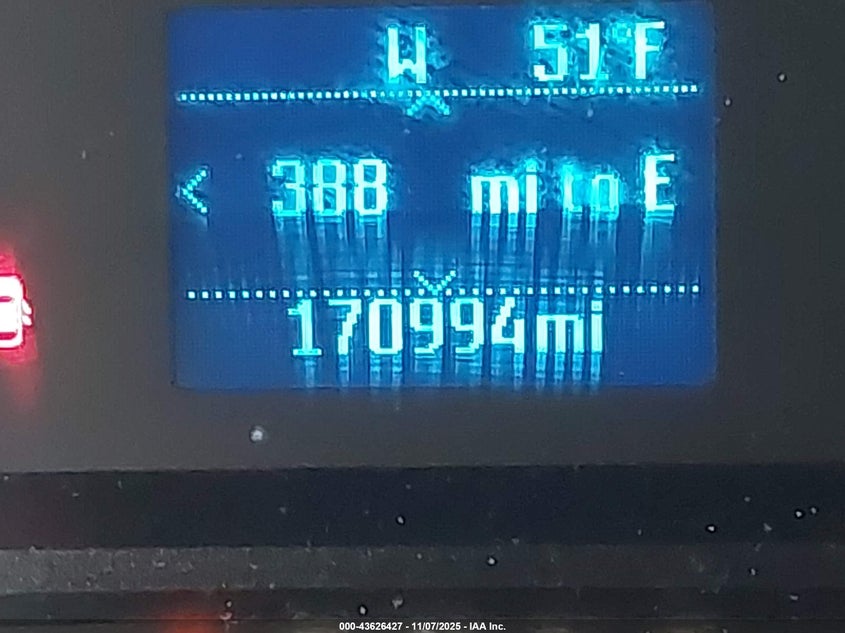 W 51°F
< 388 mi to E
170994mi
000-43626427 - 11/07/2025 - IAA Inc.